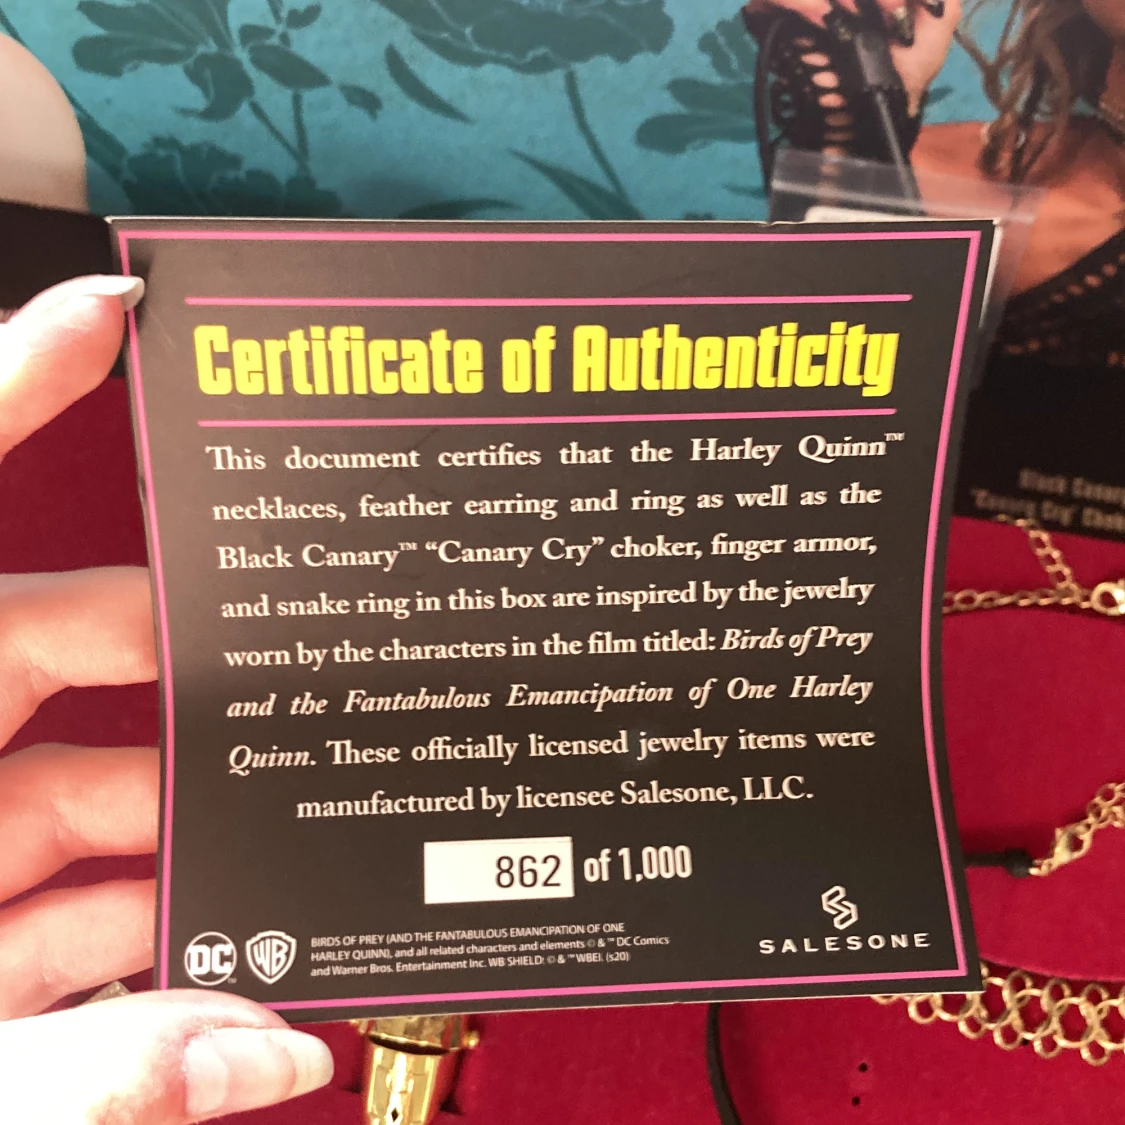 Certificate of Authenticity
This document certifies that the Harley Quinn™
necklaces, feather earring and ring as well as the
Black Canary™ “Canary Cry” choker, finger armor,
and snake ring in this box are inspired by the jewelry
worn by the characters in the film titled: Birds of Prey
and the Fantabulous Emancipation of One Harley
Quinn. These officially licensed jewelry items were
manufactured by licensee Salesone, LLC.
862 of 1,000
DC
WB
BIRDS OF PREY (AND THE FANTABULOUS EMANCIPATION OF ONE
HARLEY QUINN), and all related characters and elements © & ™ DC Comics
and Warner Bros. Entertainment Inc. WB SHIELD: © & ™ WBEI. (s20)
SALESONE
Black
'Canary Cry'